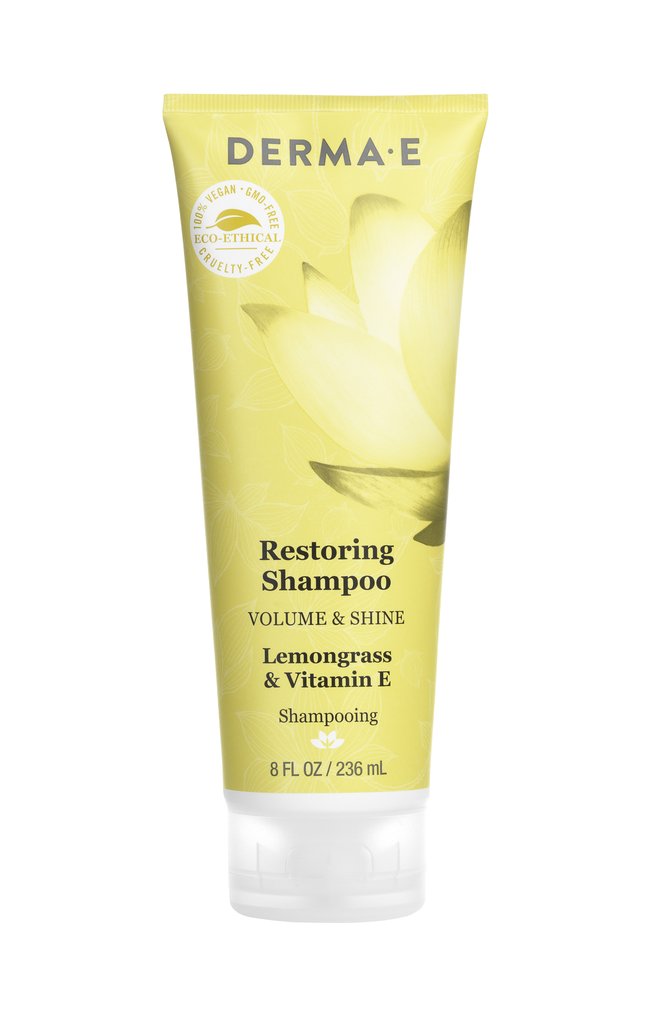 DERMA·E
100% VEGAN • GMO-FREE
ECO-ETHICAL
CRUELTY-FREE
Restoring
Shampoo
VOLUME & SHINE
Lemongrass
& Vitamin E
Shampooing
8 FL OZ / 236 mL